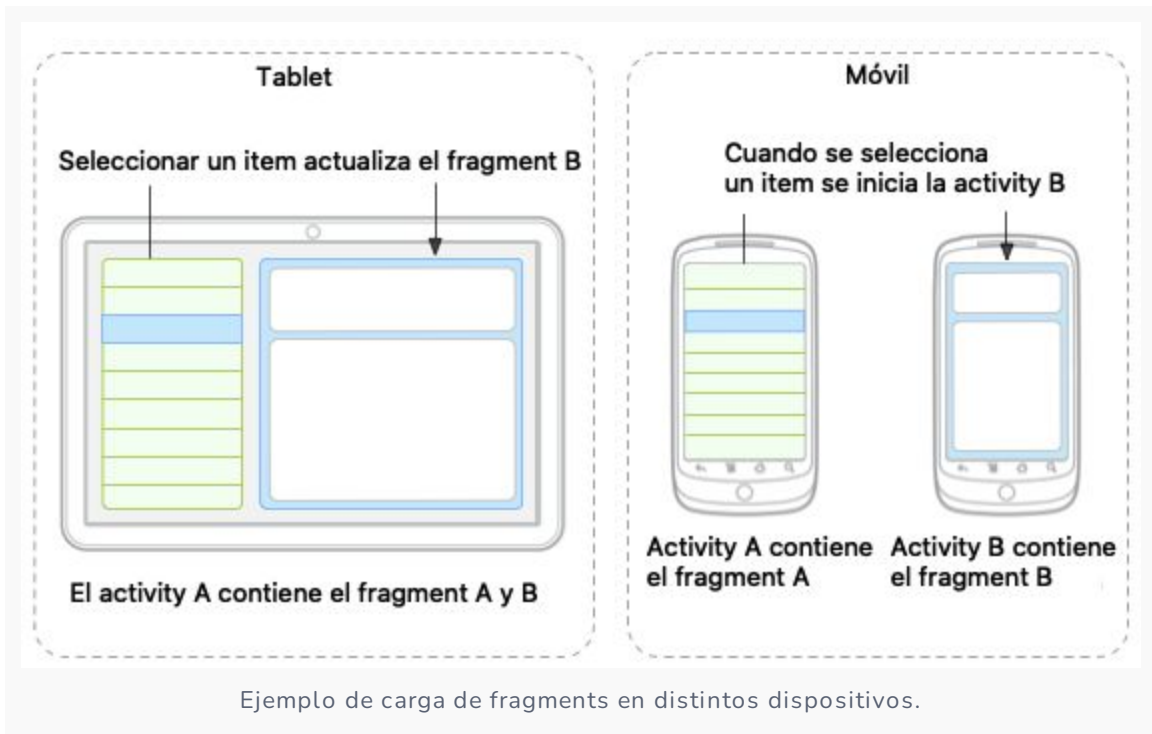 Tablet
Seleccionar un item actualiza el fragment B
El activity A contiene el fragment A y B
Móvil
Cuando se selecciona
un item se inicia la activity B
Activity A contiene
el fragment A
Activity B contiene
el fragment B
Ejemplo de carga de fragments en distintos dispositivos.